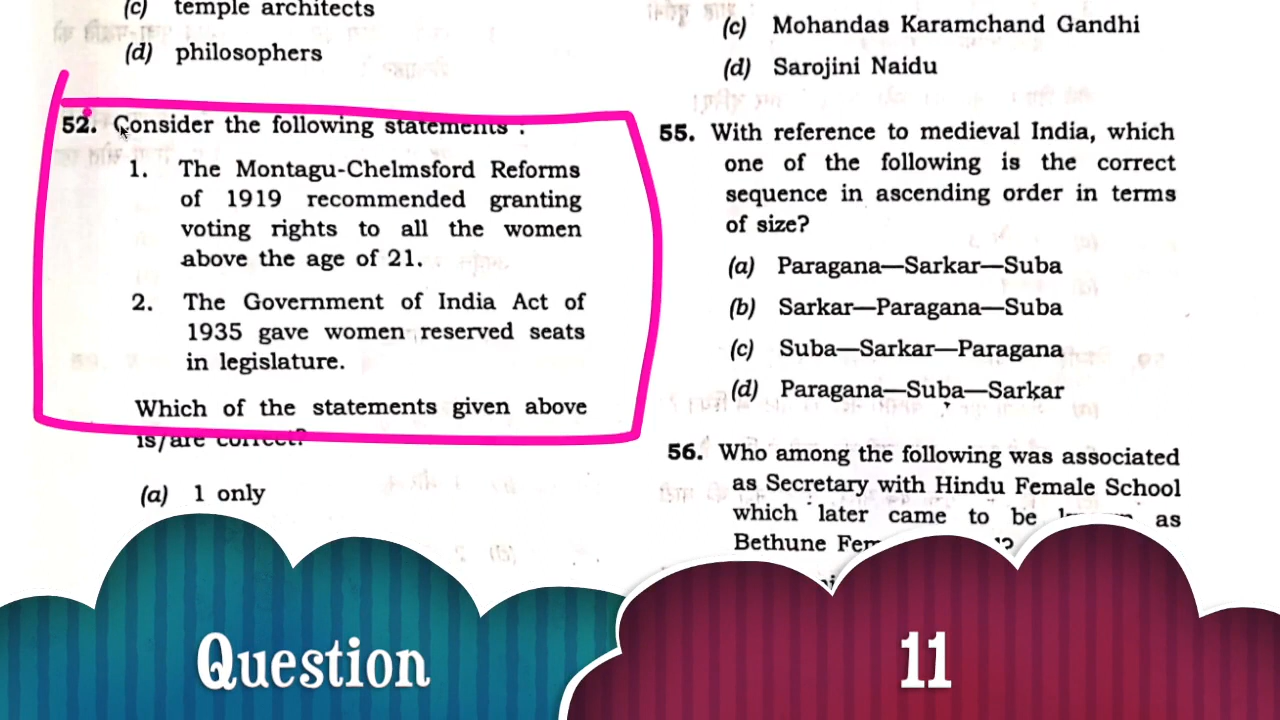 (c) temple architects
(d) philosophers
52. Consider the following statements :
1. The Montagu-Chelmsford Reforms
of 1919 recommended granting
voting rights to all the women
above the age of 21.
2. The Government of India Act of
1935 gave women reserved seats
in legislature.
Which of the statements given above
is/are correct?
(a) 1 only
(c) Mohandas Karamchand Gandhi
(d) Sarojini Naidu
55. With reference to medieval India, which
one of the following is the correct
sequence in ascending order in terms
of size?
(a) Paragana—Sarkar—Suba
(b) Sarkar—Paragana—Suba
(c) Suba—Sarkar—Paragana
(d) Paragana—Suba—Sarkar
56. Who among the following was associated
as Secretary with Hindu Female School
which later came to be as
Bethune
Question
11